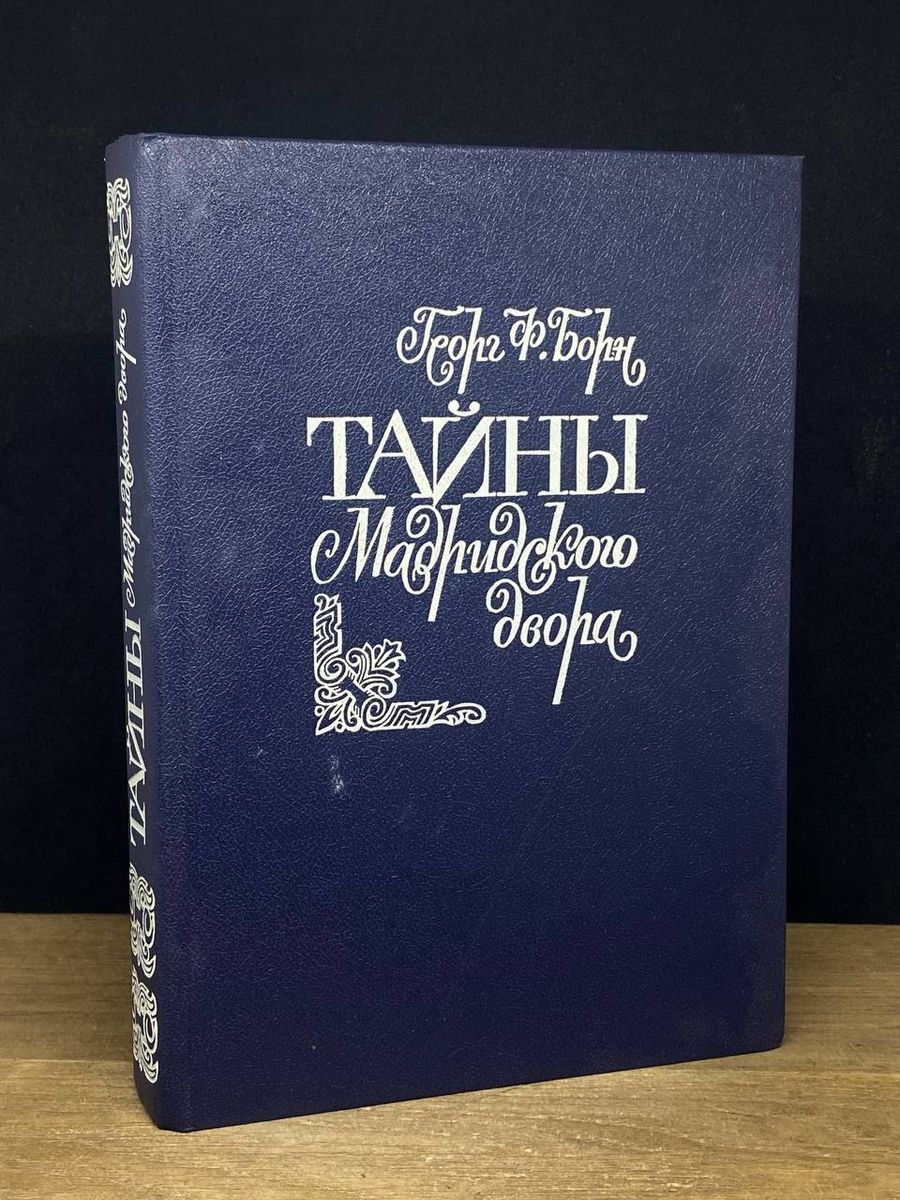 Георг Ф. Борн
ТАЙНЫ
Мадридского
двора
ТАЙНЫ Мадридского двора